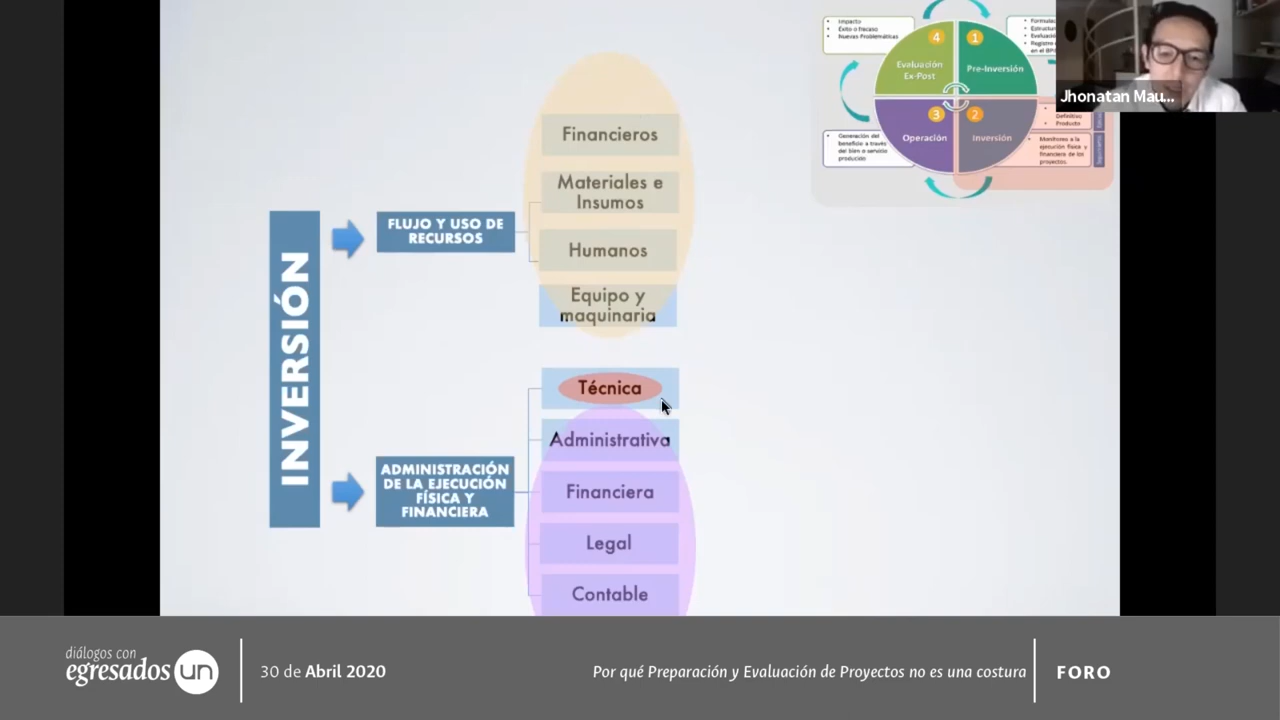 Impacto
Éxito o fracaso
Nuevas Problemáticas
4
1
Evaluación
Ex-Post
Pre-Inversión
3
2
Operación
Inversión
Generación del
beneficio a través
del bien o servicio
producido
Definitivo
Producto
Monitoreo a la
ejecución física y
financiera de los
proyectos.
Jhonatan Mau...
INVERSIÓN
FLUJO Y USO DE
RECURSOS
Financieros
Materiales e
Insumos
Humanos
Equipo y
maquinaria
ADMINISTRACIÓN
DE LA EJECUCIÓN
FÍSICA Y
FINANCIERA
Técnica
Administrativa
Financiera
Legal
Contable
diálogos con
egresados un
30 de Abril 2020
Por qué Preparación y Evaluación de Proyectos no es una costura
FORO